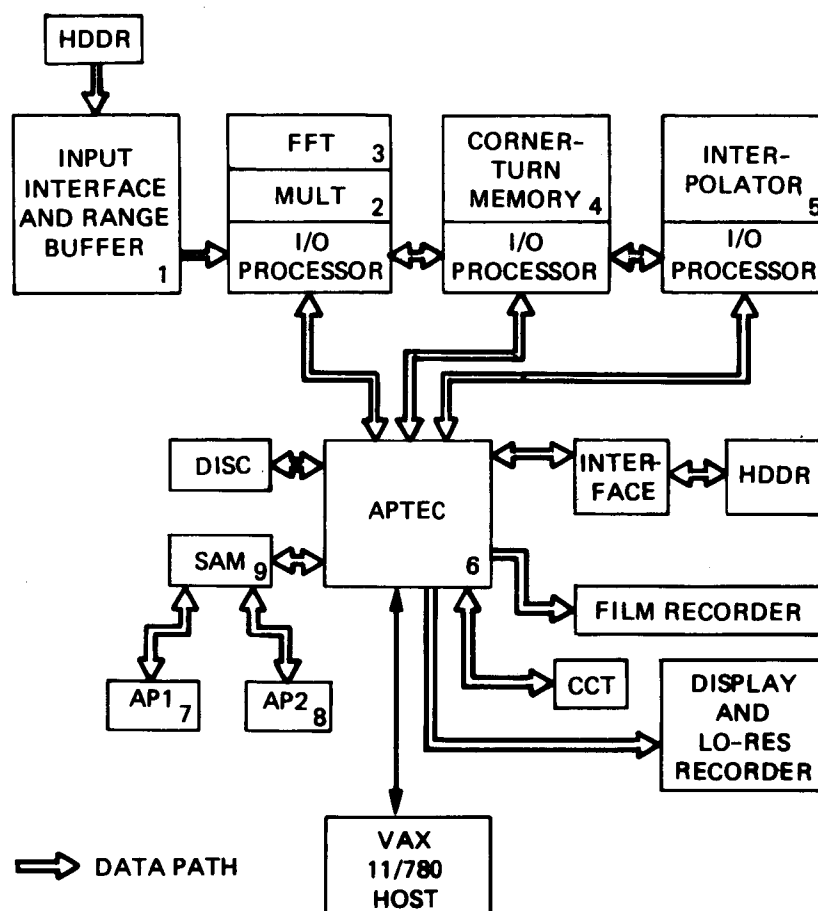 HDDR
INPUT
INTERFACE
AND RANGE
BUFFER
1
FFT
3
MULT
2
I/O
PROCESSOR
CORNER-
TURN
MEMORY
4
I/O
PROCESSOR
INTER-
POLATOR
5
I/O
PROCESSOR
DISC
APTEC
6
INTER-
FACE
HDDR
SAM
9
FILM RECORDER
AP1
7
AP2
8
CCT
DISPLAY
AND
LO-RES
RECORDER
VAX
11/780
HOST
DATA PATH